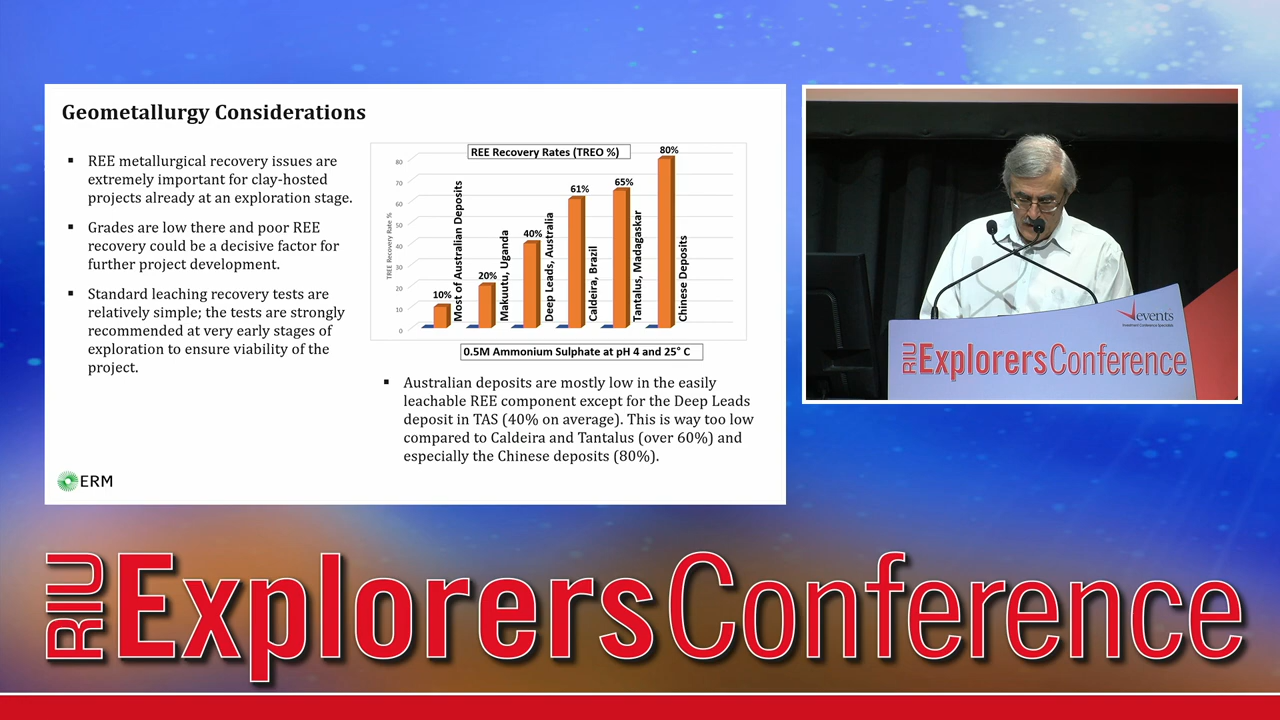 Geometallurgy Considerations
▪ REE metallurgical recovery issues are
extremely important for clay-hosted
projects already at an exploration stage.
▪ Grades are low there and poor REE
recovery could be a decisive factor for
further project development.
▪ Standard leaching recovery tests are
relatively simple; the tests are strongly
recommended at very early stages of
exploration to ensure viability of the
project.
REE Recovery Rates (TREO %)
TREE Recovery Rate %
80
70
60
50
40
30
20
10
0
10%
Most of Australian Deposits
20%
Makuutu, Uganda
40%
Deep Leads, Australia
61%
Caldeira, Brazil
65%
Tantalus, Madagaskar
80%
Chinese Deposits
0.5M Ammonium Sulphate at pH 4 and 25° C
▪ Australian deposits are mostly low in the easily
leachable REE component except for the Deep Leads
deposit in TAS (40% on average). This is way too low
compared to Caldeira and Tantalus (over 60%) and
especially the Chinese deposits (80%).
ERM
Vevents
Investment Conference Specialists
RIU ExplorersConference
RIU ExplorersConference